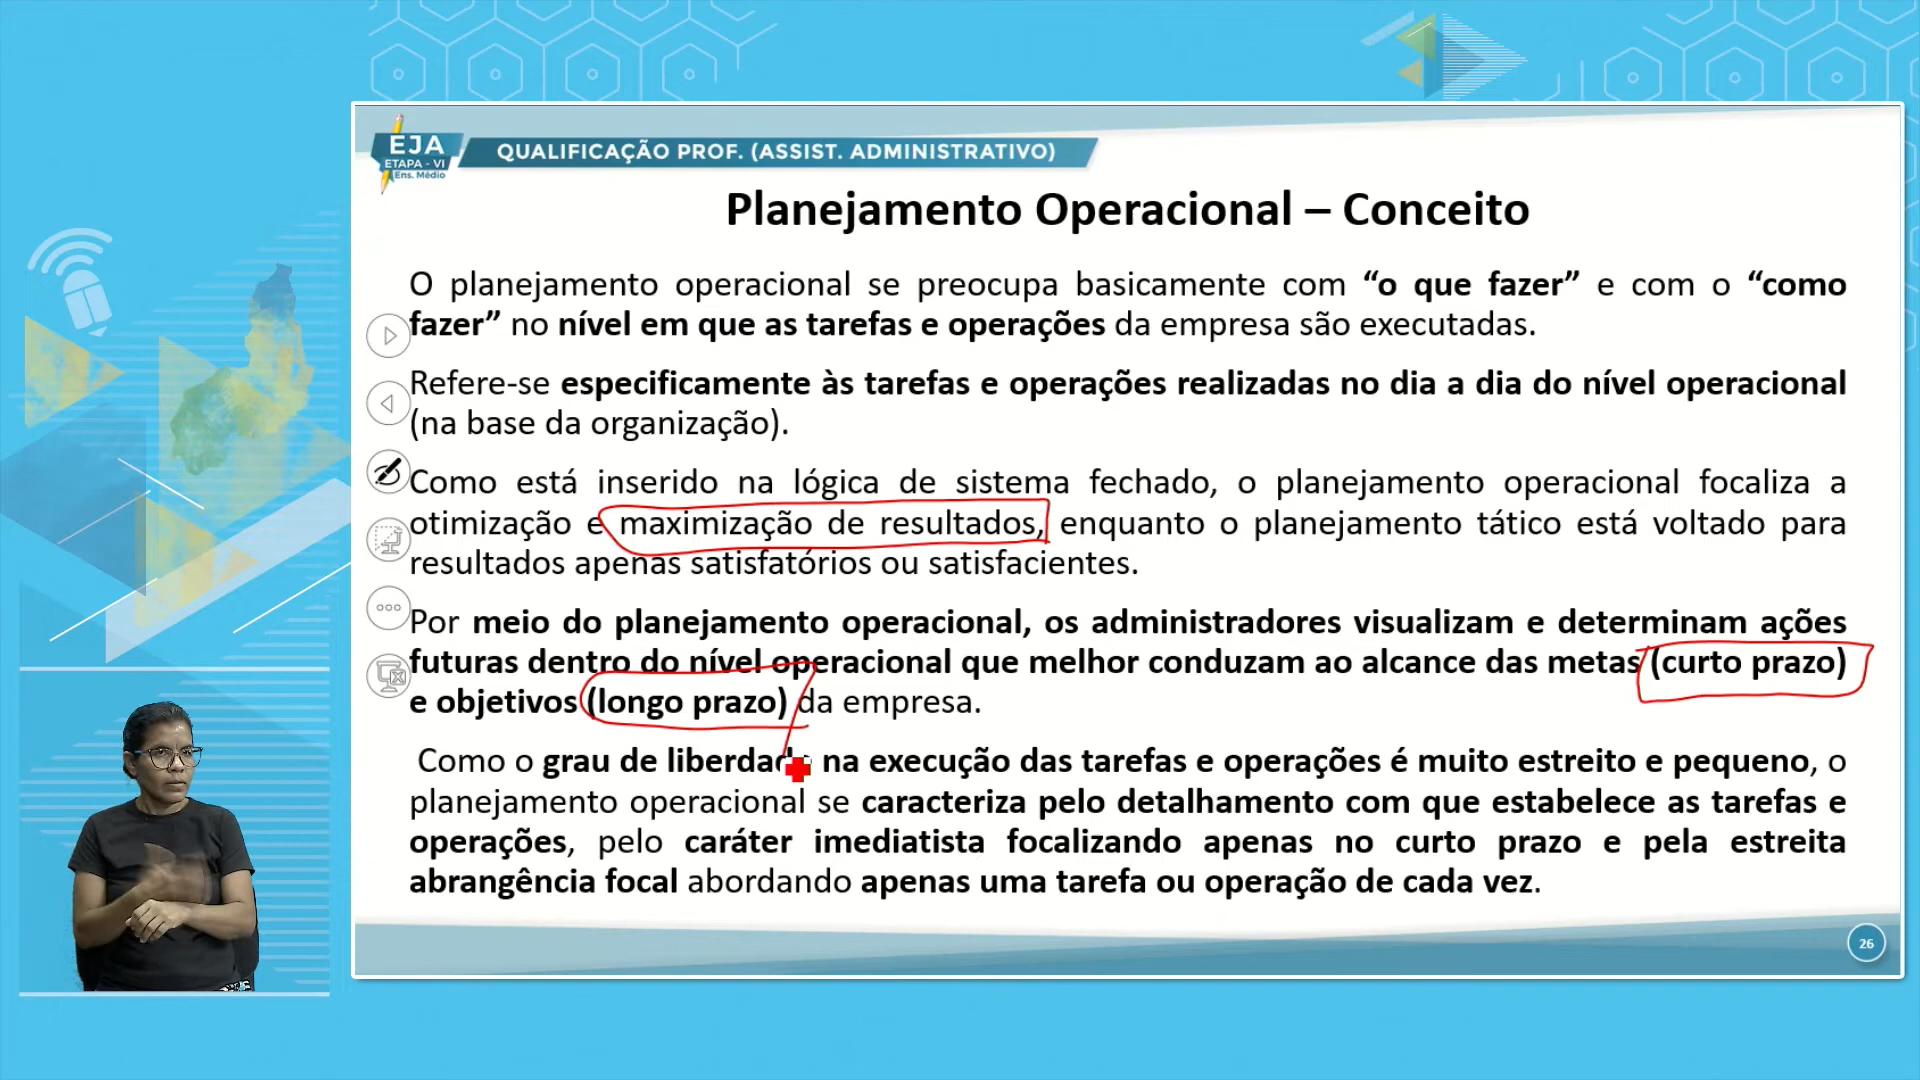 EJA
ETAPA - VI
Ens. Médio
QUALIFICAÇÃO PROF. (ASSIST. ADMINISTRATIVO)
Planejamento Operacional – Conceito
O planejamento operacional se preocupa basicamente com “o que fazer” e com o “como
fazer” no nível em que as tarefas e operações da empresa são executadas.
Refere-se especificamente às tarefas e operações realizadas no dia a dia do nível operacional
(na base da organização).
Como está inserido na lógica de sistema fechado, o planejamento operacional focaliza a
otimização e maximização de resultados, enquanto o planejamento tático está voltado para
resultados apenas satisfatórios ou satisfacientes.
Por meio do planejamento operacional, os administradores visualizam e determinam ações
futuras dentro do nível operacional que melhor conduzam ao alcance das metas (curto prazo)
e objetivos (longo prazo) da empresa.
Como o grau de liberdade na execução das tarefas e operações é muito estreito e pequeno, o
planejamento operacional se caracteriza pelo detalhamento com que estabelece as tarefas e
operações, pelo caráter imediatista focalizando apenas no curto prazo e pela estreita
abrangência focal abordando apenas uma tarefa ou operação de cada vez.
26